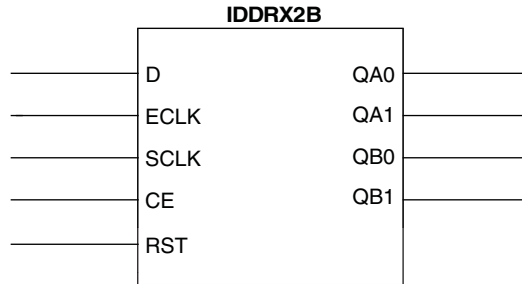 IDDRX2B
D QA0
ECLK QA1
SCLK QB0
CE QB1
RST